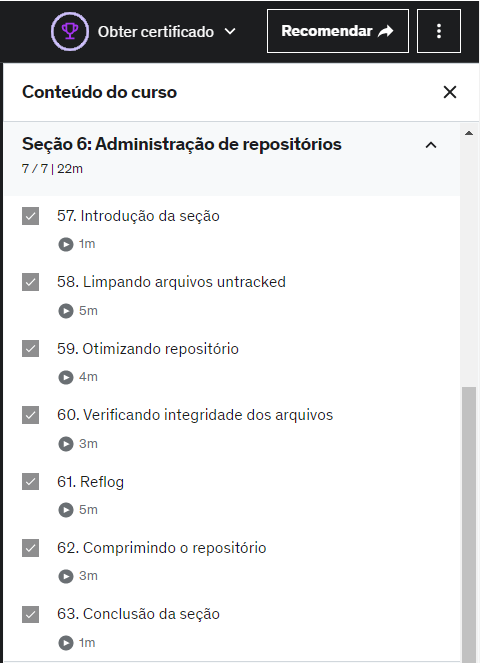 Obter certificado
Recomendar
Conteúdo do curso
Seção 6: Administração de repositórios
7 / 7 | 22m
57. Introdução da seção
1m
58. Limpando arquivos untracked
5m
59. Otimizando repositório
4m
60. Verificando integridade dos arquivos
3m
61. Reflog
5m
62. Comprimindo o repositório
3m
63. Conclusão da seção
1m